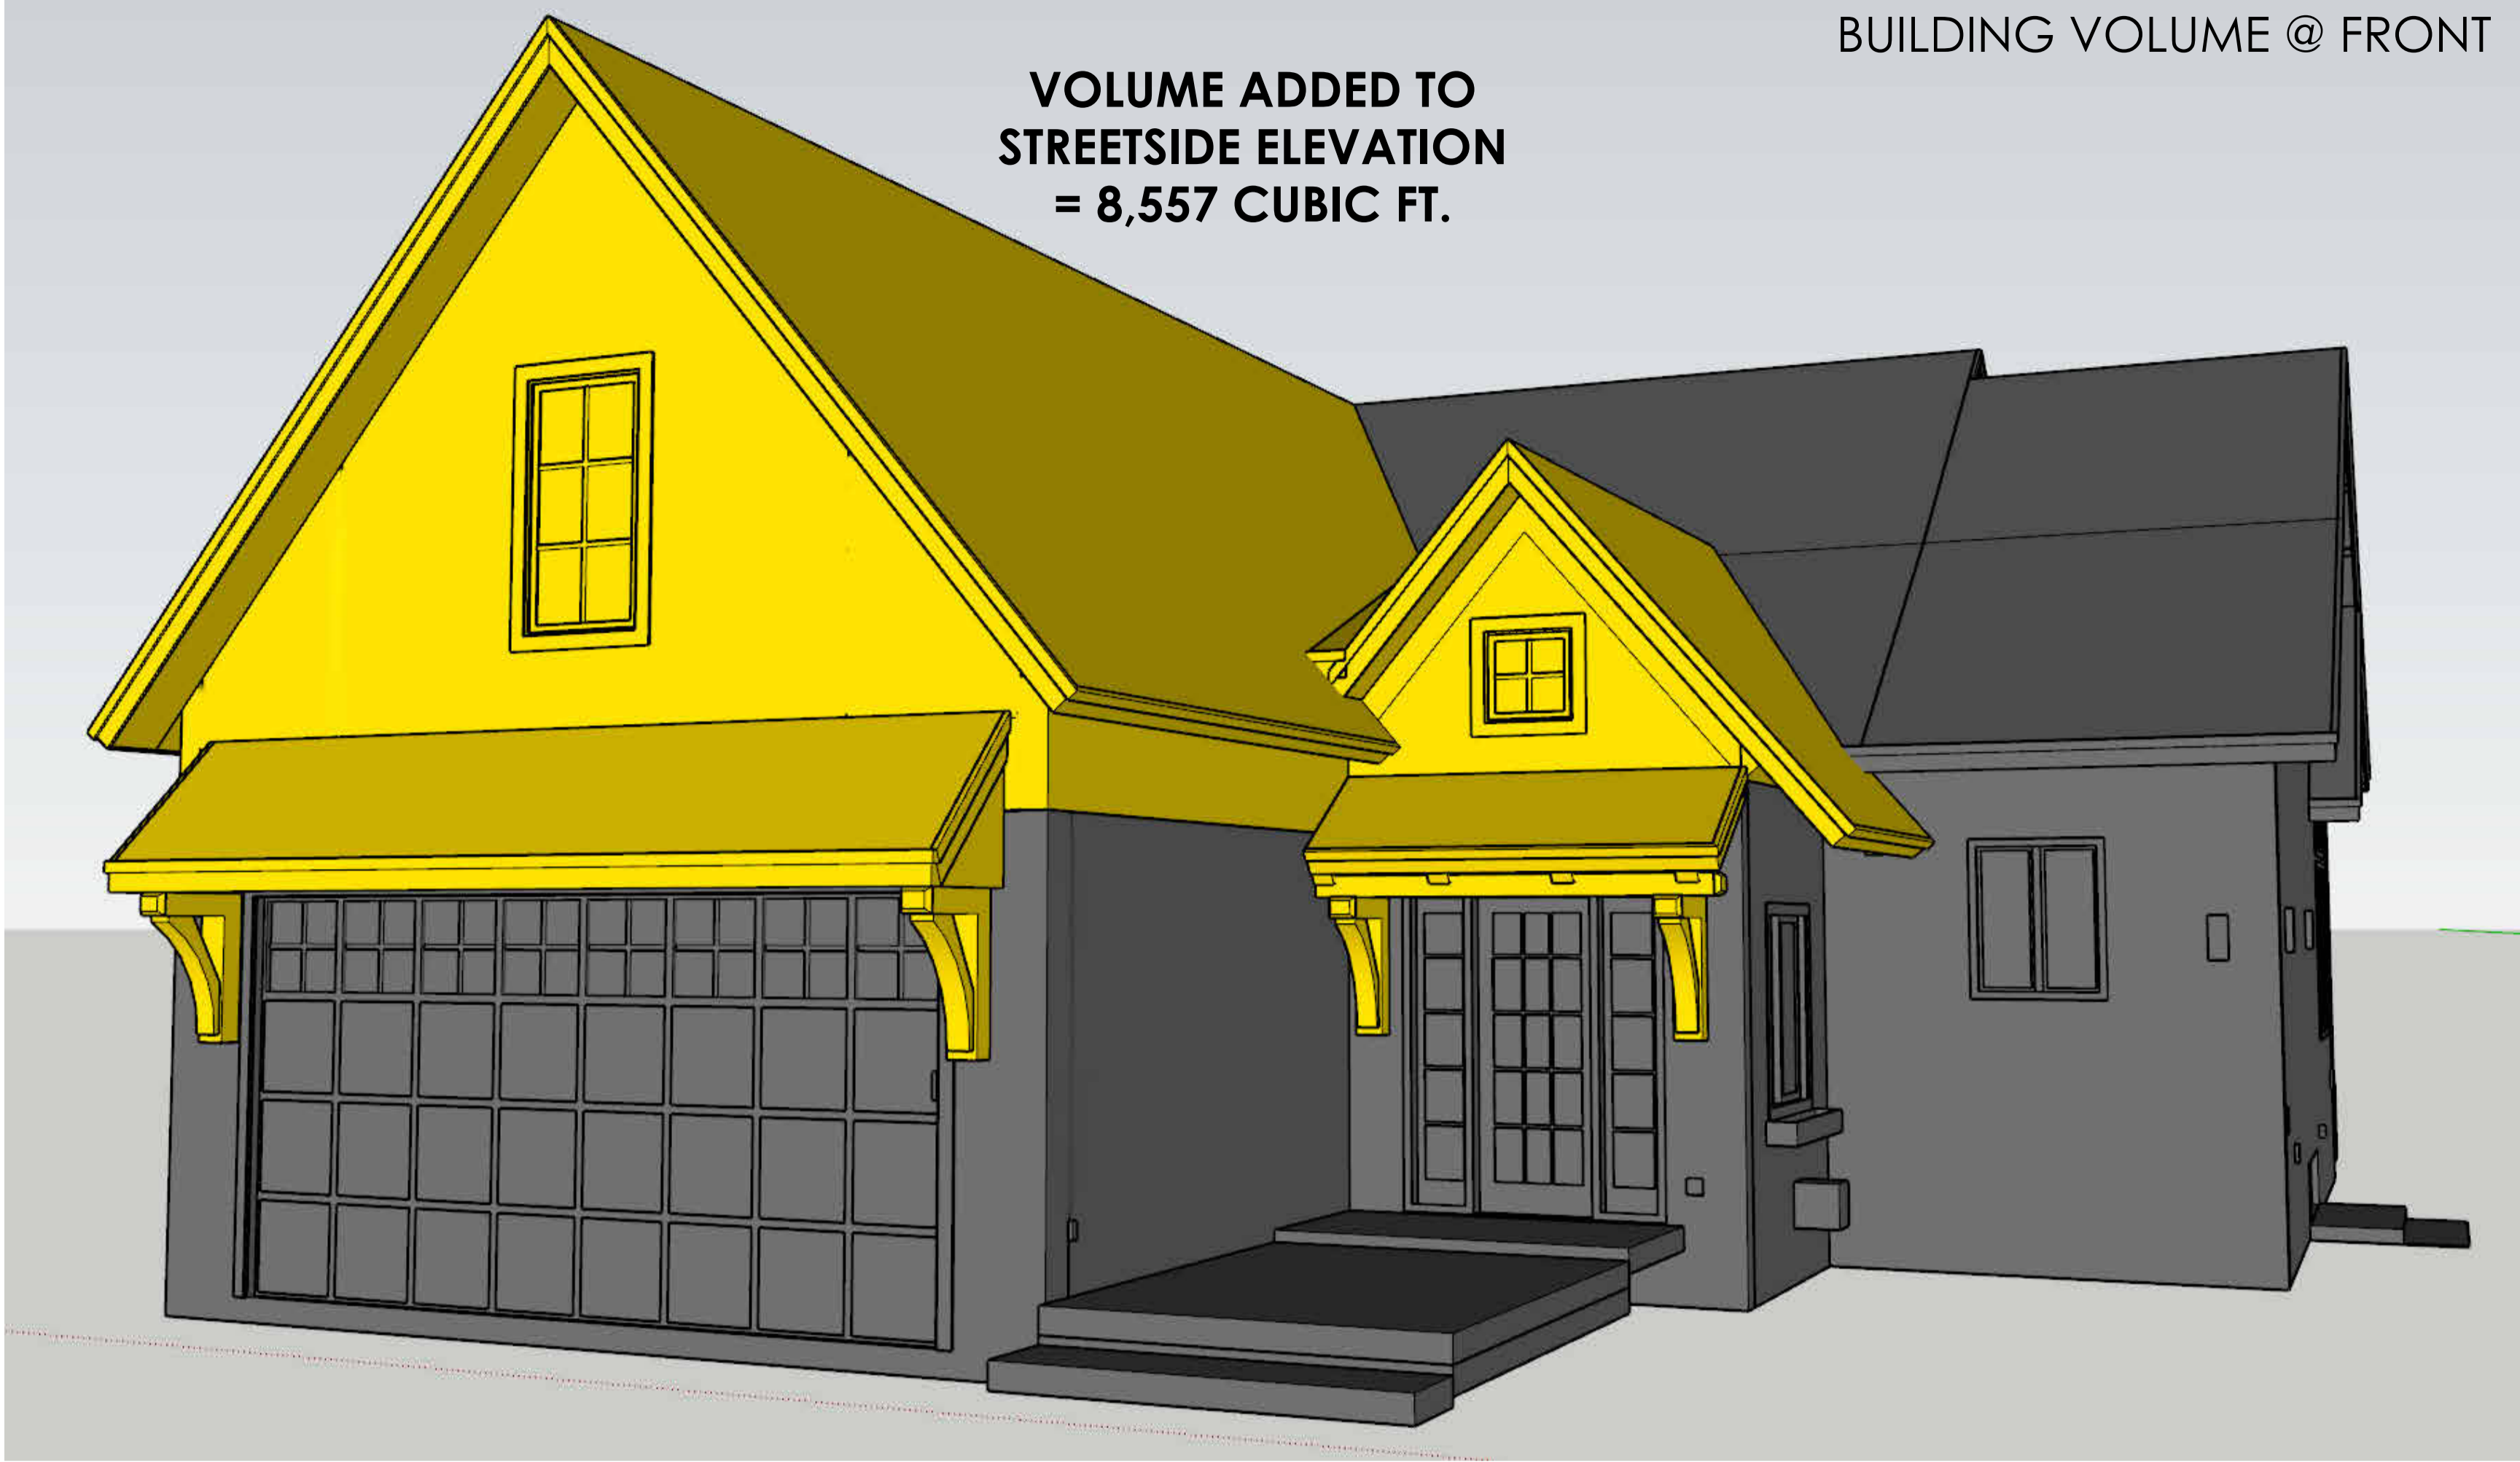 BUILDING VOLUME @ FRONT
VOLUME ADDED TO
STREETSIDE ELEVATION
= 8,557 CUBIC FT.